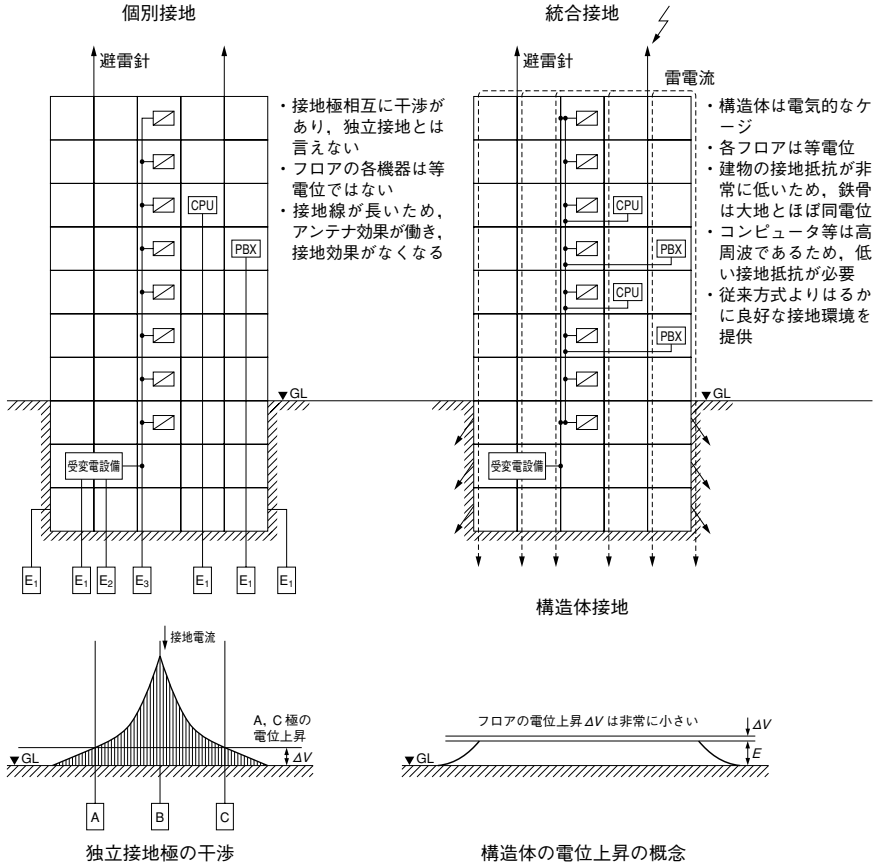 個別接地
避雷針
・接地極相互に干渉が
あり，独立接地とは
言えない
・フロアの各機器は等
電位ではない
・接地線が長いため，
アンテナ効果が働き，
接地効果がなくなる
CPU
PBX
GL
受変電設備
E₁
E₁
E₂
E₃
E₁
E₁
E₁
統合接地
避雷針
雷電流
・構造体は電気的なケ
ージ
・各フロアは等電位
・建物の接地抵抗が非
常に低いため，鉄骨
は大地とほぼ同電位
・コンピュータ等は高
周波であるため，低
い接地抵抗が必要
・従来方式よりはるか
に良好な接地環境を
提供
CPU
PBX
CPU
PBX
GL
受変電設備
構造体接地
接地電流
A, C 極の
電位上昇
GL
ΔV
A
B
C
独立接地極の干渉
フロアの電位上昇ΔVは非常に小さい
ΔV
GL
E
構造体の電位上昇の概念